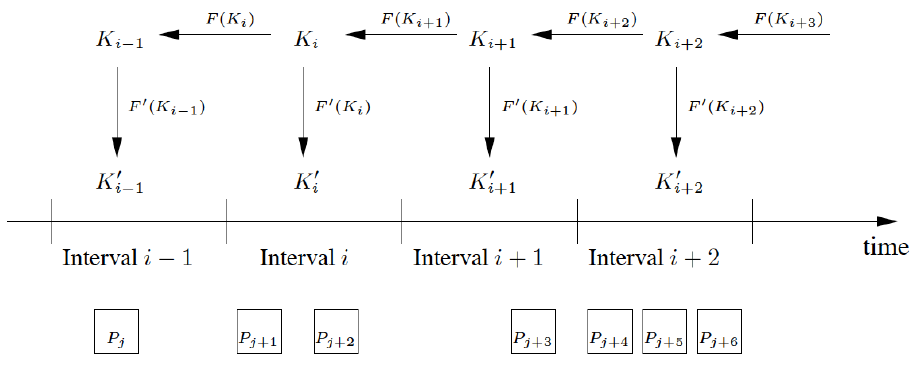 F(K_i) F(K_{i+1}) F(K_{i+2}) F(K_{i+3})
K_{i−1} K_i K_{i+1} K_{i+2}
F′(K_{i−1}) F′(K_i) F′(K_{i+1}) F′(K_{i+2})
K′_{i−1} K′_i K′_{i+1} K′_{i+2}
time
Interval i − 1 Interval i Interval i + 1 Interval i + 2
P_j P_{j+1} P_{j+2} P_{j+3} P_{j+4} P_{j+5} P_{j+6}